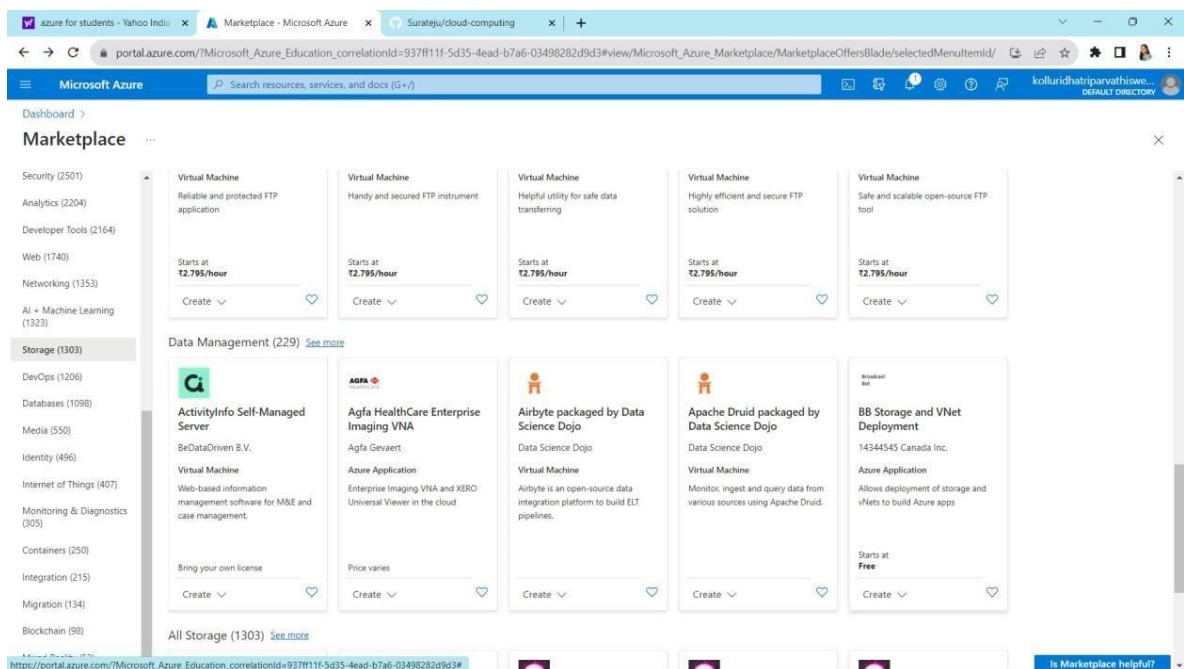 azure for students - Yahoo India
Marketplace - Microsoft Azure
Surateju/cloud-computing
portal.azure.com/?Microsoft_Azure_Education_correlationId=937ff11f-5d35-4ead-b7a6-03498282d9d3#view/Microsoft_Azure_Marketplace/MarketplaceOffersBlade/selectedMenuItemId/
Microsoft Azure
Search resources, services, and docs (G+/)
1
kolluridhatriparvathiswe...
DEFAULT DIRECTORY
Dashboard >
Marketplace ...
Security (2501)
Analytics (2204)
Developer Tools (2164)
Web (1740)
Networking (1353)
AI + Machine Learning
(1323)
Storage (1303)
DevOps (1206)
Databases (1098)
Media (550)
Identity (496)
Internet of Things (407)
Monitoring & Diagnostics
(305)
Containers (250)
Integration (215)
Migration (134)
Blockchain (98)
Virtual Machine
Reliable and protected FTP
application
Starts at
₹2.795/hour
Create
Virtual Machine
Handy and secured FTP instrument
Starts at
₹2.795/hour
Create
Virtual Machine
Helpful utility for safe data
transferring
Starts at
₹2.795/hour
Create
Virtual Machine
Highly efficient and secure FTP
solution
Starts at
₹2.795/hour
Create
Virtual Machine
Safe and scalable open-source FTP
tool
Starts at
₹2.795/hour
Create
Data Management (229) See more
ActivityInfo Self-Managed
Server
BeDataDriven B.V.
Virtual Machine
Web-based information
management software for M&E and
case management.
Bring your own license
Create
AGFA
Agfa HealthCare Enterprise
Imaging VNA
Agfa Gevaert
Azure Application
Enterprise Imaging VNA and XERO
Universal Viewer in the cloud
Price varies
Create
Airbyte packaged by Data
Science Dojo
Data Science Dojo
Virtual Machine
Airbyte is an open-source data
integration platform to build ELT
pipelines.
Create
Apache Druid packaged by
Data Science Dojo
Data Science Dojo
Virtual Machine
Monitor, ingest and query data from
various sources using Apache Druid.
Create
Broadcast
Bot
BB Storage and VNet
Deployment
14344545 Canada Inc.
Azure Application
Allows deployment of storage and
vNets to build Azure apps
Starts at
Free
Create
All Storage (1303) See more
https://portal.azure.com/?Microsoft_Azure_Education_correlationId=937ff11f-5d35-4ead-b7a6-03498282d9d3#
Is Marketplace helpful?